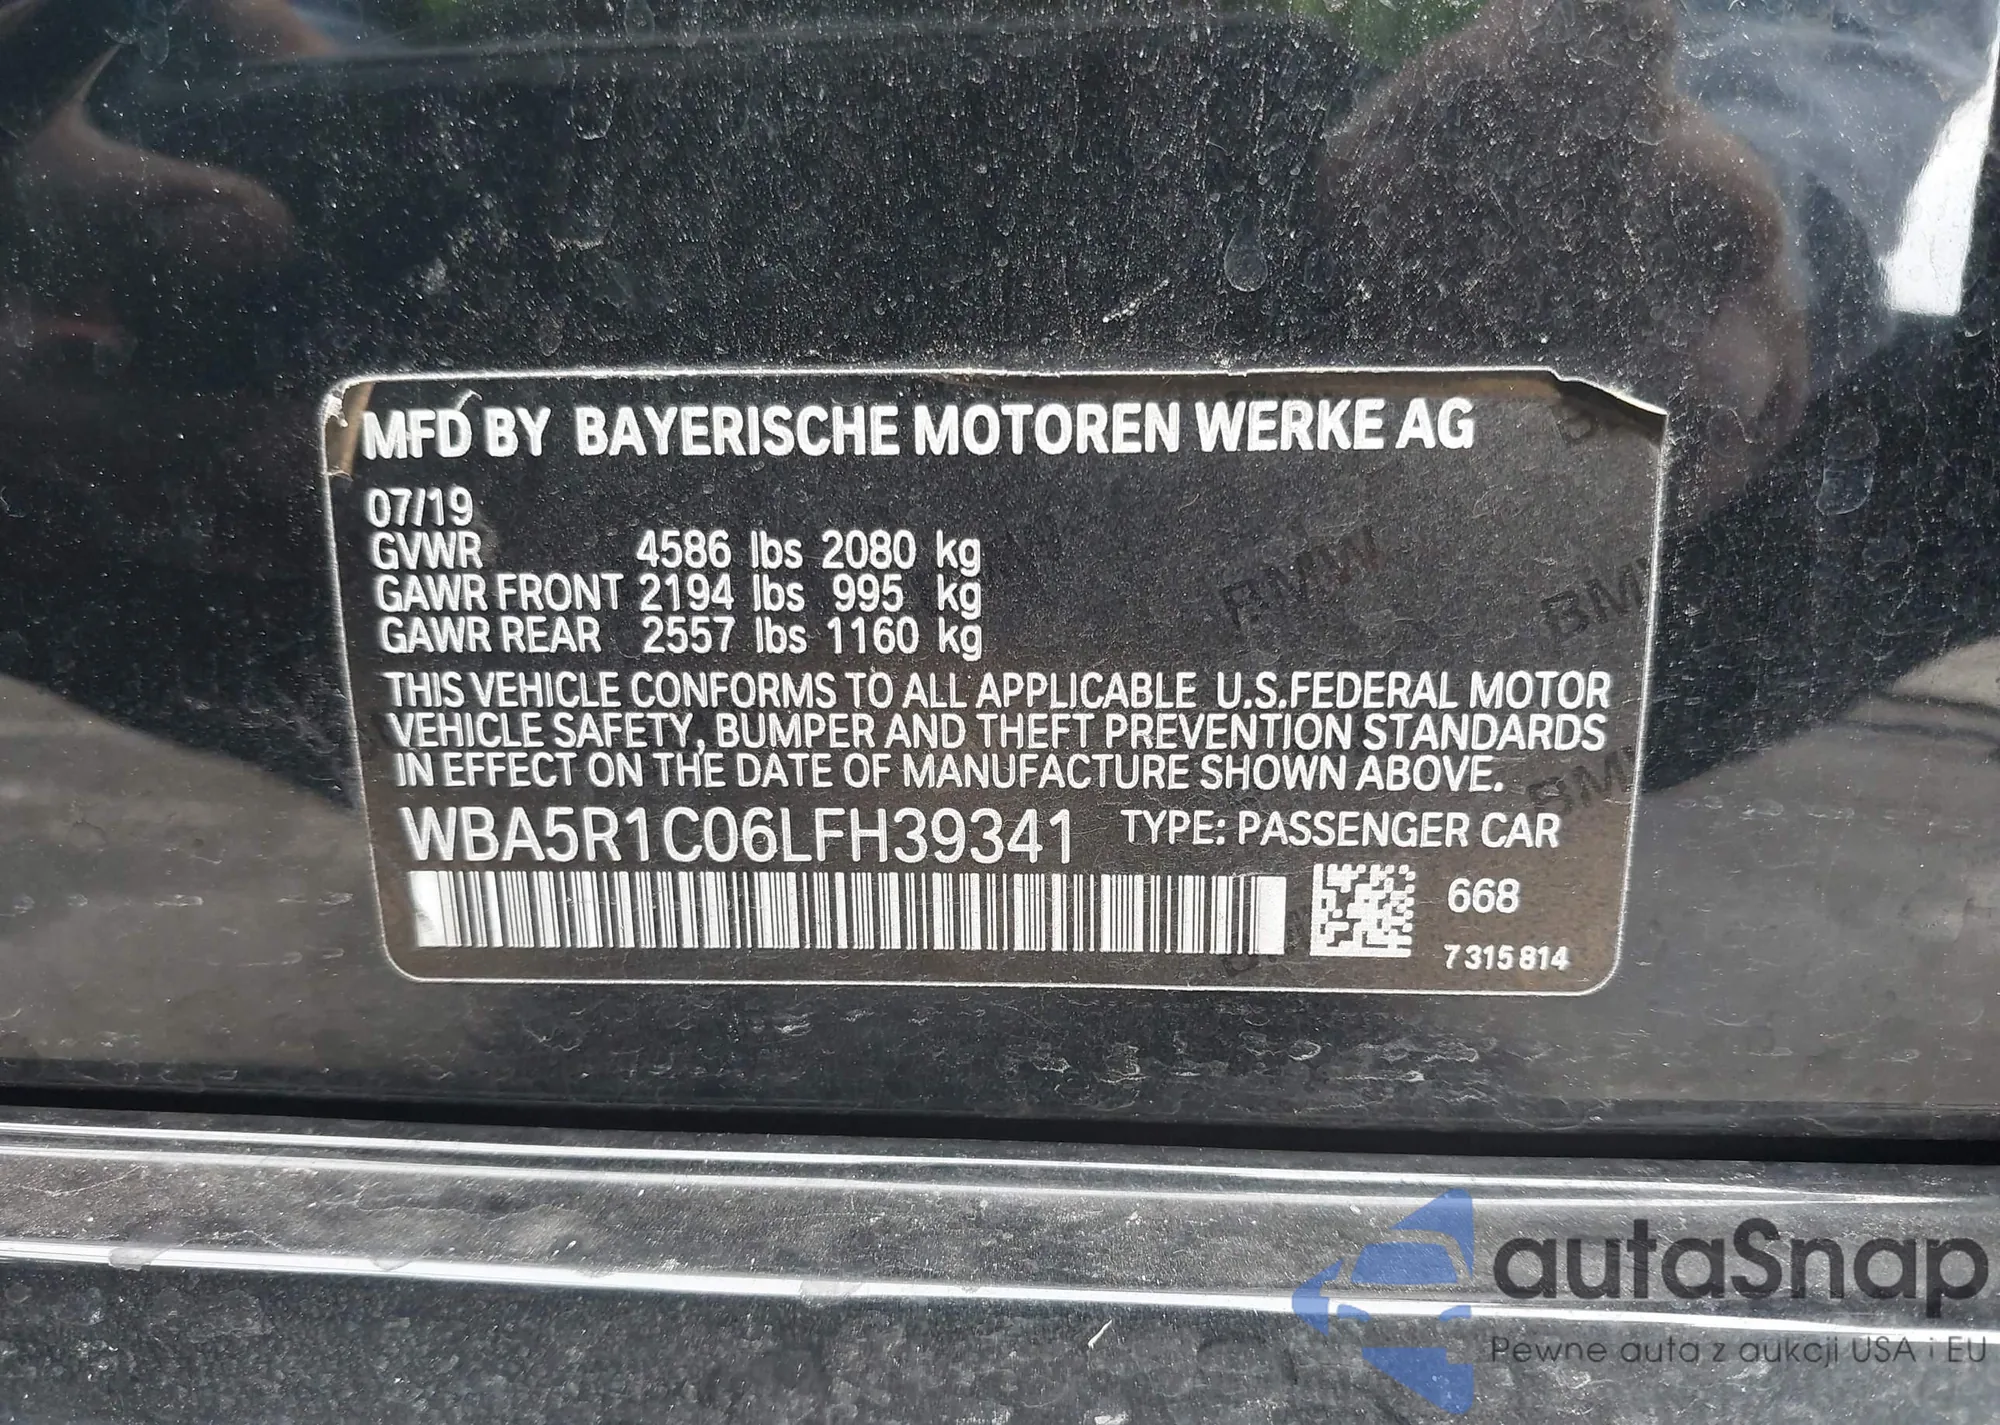 MFD BY BAYERISCHE MOTOREN WERKE AG
07/19
GVWR 4586 lbs 2080 kg
GAWR FRONT 2194 lbs 995 kg
GAWR REAR 2557 lbs 1160 kg
THIS VEHICLE CONFORMS TO ALL APPLICABLE U.S.FEDERAL MOTOR
VEHICLE SAFETY, BUMPER AND THEFT PREVENTION STANDARDS
IN EFFECT ON THE DATE OF MANUFACTURE SHOWN ABOVE.
WBA5R1C06LFH39341 TYPE: PASSENGER CAR
668
7 315 814
BMW
BMW
BMW
autaSnap
Pewne auta z aukcji USA i EU